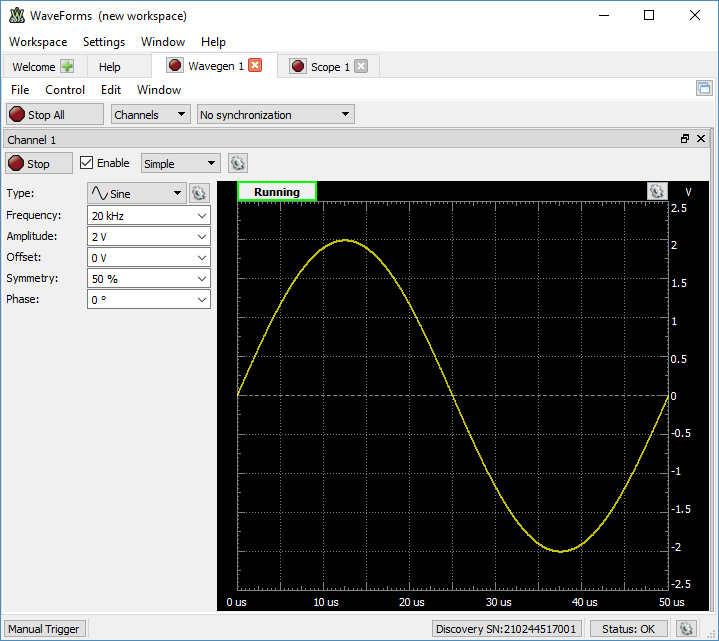 WaveForms (new workspace)
Workspace Settings Window Help
Welcome Help Wavegen 1 Scope 1
File Control Edit Window
Stop All Channels No synchronization
Channel 1
Stop Enable Simple
Type: Sine
Frequency: 20 kHz
Amplitude: 2 V
Offset: 0 V
Symmetry: 50 %
Phase: 0 º
Running V
2.5
2
1.5
1
0.5
0
-0.5
-1
-1.5
-2
-2.5
0 us 10 us 20 us 30 us 40 us 50 us
Manual Trigger Discovery SN:210244517001 Status: OK